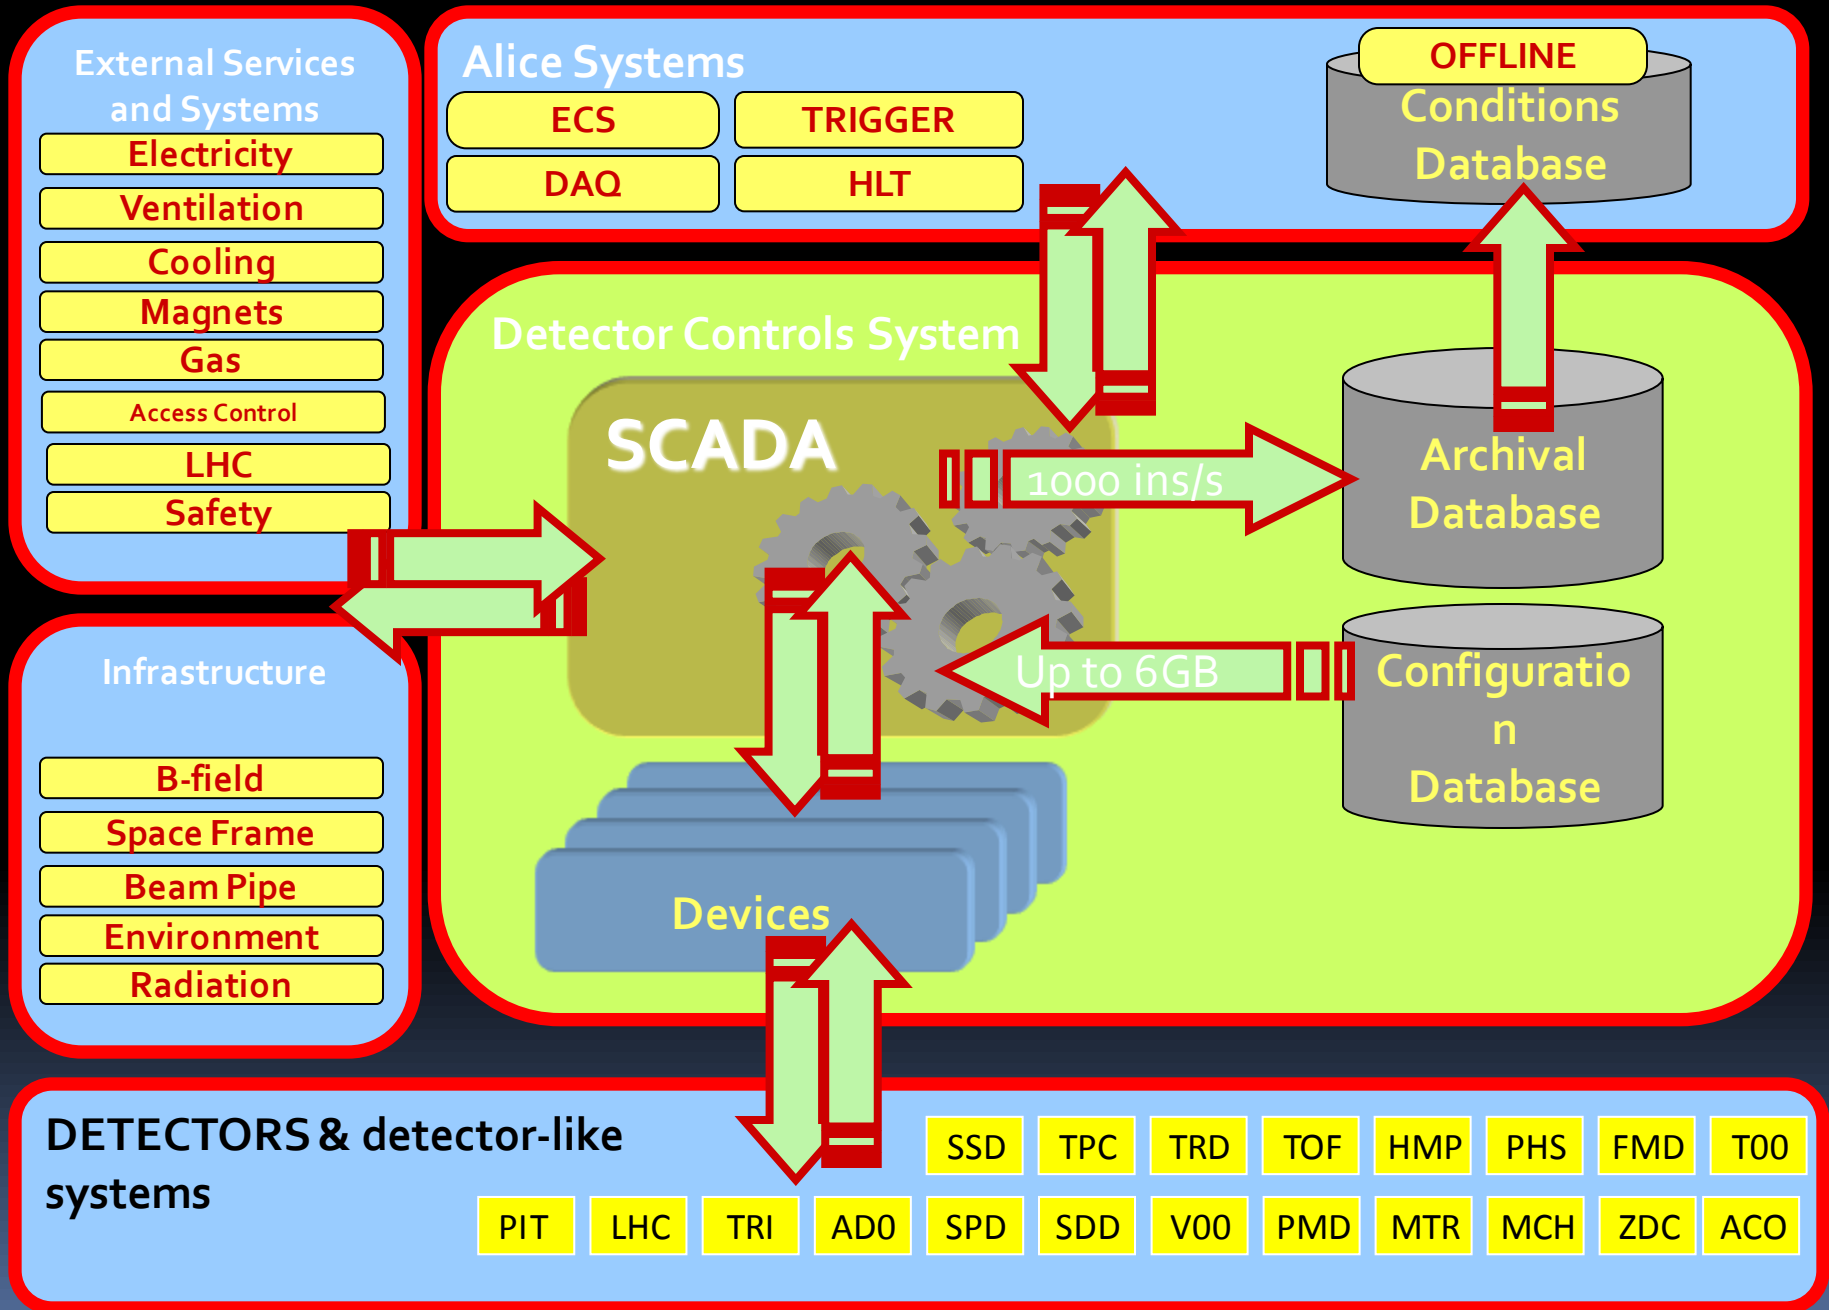 External Services
and Systems
Electricity
Ventilation
Cooling
Magnets
Gas
Access Control
LHC
Safety
Infrastructure
B-field
Space Frame
Beam Pipe
Environment
Radiation
Alice Systems
ECS
TRIGGER
DAQ
HLT
OFFLINE
Conditions
Database
Detector Controls System
SCADA
1000 ins/s
Archival
Database
Up to 6GB
Configuratio
n
Database
Devices
DETECTORS & detector-like
systems
SSD TPC TRD TOF HMP PHS FMD T00
PIT LHC TRI AD0 SPD SDD V00 PMD MTR MCH ZDC ACO